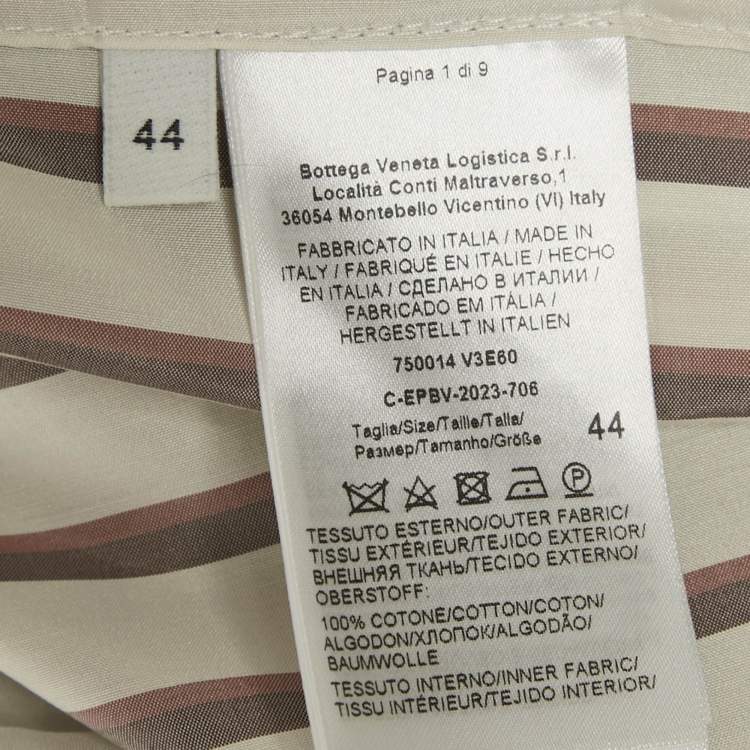 44
Pagina 1 di 9
Bottega Veneta Logistica S.r.l.
Località Conti Maltraverso,1
36054 Montebello Vicentino (VI) Italy
FABBRICATO IN ITALIA / MADE IN
ITALY / FABRIQUÉ EN ITALIE / HECHO
EN ITALIA / СДЕЛАНО В ИТАЛИИ /
FABRICADO EM ITÁLIA /
HERGESTELLT IN ITALIEN
750014 V3E60
C-EPBV-2023-706
Taglia/Size/Taille/Talla/
Размер/Tamanho/Größe 44
P
TESSUTO ESTERNO/OUTER FABRIC/
TISSU EXTÉRIEUR/TEJIDO EXTERIOR/
ВНЕШНЯЯ ТКАНЬ/TECIDO EXTERNO/
OBERSTOFF:
100% COTONE/COTTON/COTON/
ALGODON/ХЛОПОК/ALGODÃO/
BAUMWOLLE
TESSUTO INTERNO/INNER FABRIC/
TISSU INTÉRIEUR/TEJIDO INTERIOR/